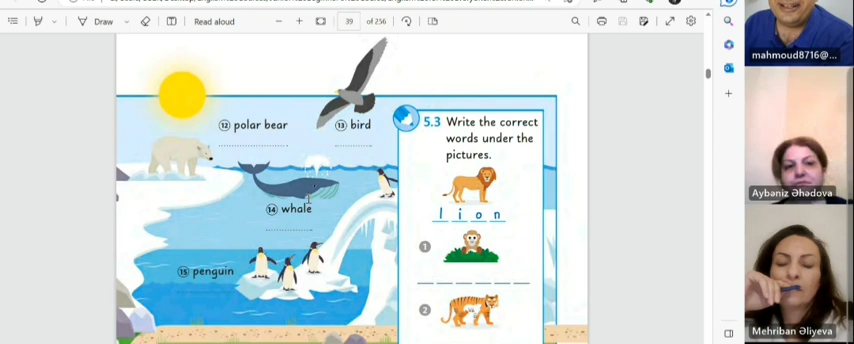 Draw
Read aloud
39
of 256
mahmoud8716@...
⑫ polar bear
⑬ bird
5.3 Write the correct
words under the
pictures.
l i o n
⑭ whale
1
⑮ penguin
2
Aybəniz Əhədova
Mehriban Əliyeva